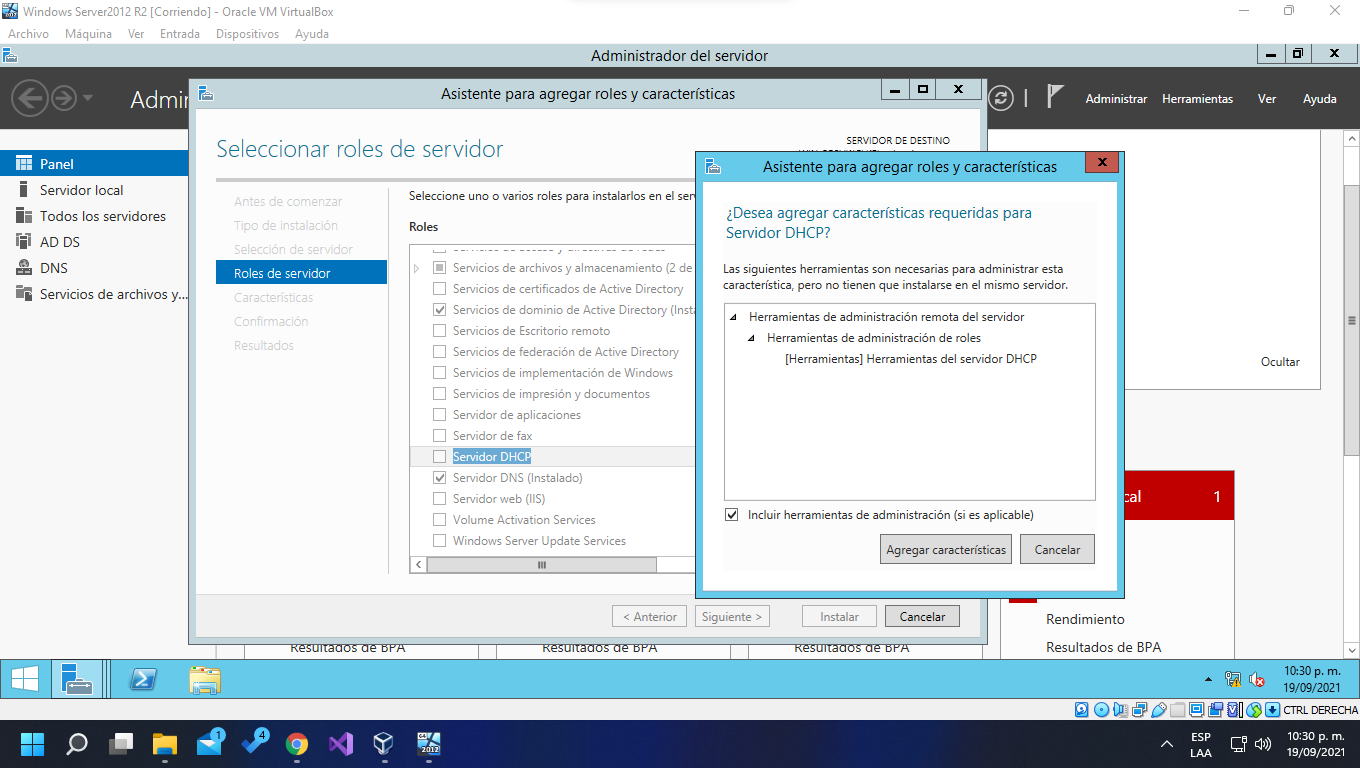 Windows Server2012 R2 [Corriendo] - Oracle VM VirtualBox
Archivo Máquina Ver Entrada Dispositivos Ayuda
Administrador del servidor
Administrar Herramientas Ver Ayuda
Asistente para agregar roles y características
Panel
Servidor local
Todos los servidores
AD DS
DNS
Servicios de archivos y...
Seleccionar roles de servidor
SERVIDOR DE DESTINO
Antes de comenzar
Tipo de instalación
Selección de servidor
Roles de servidor
Características
Confirmación
Resultados
Seleccione uno o varios roles para instalarlos en el
Roles
Servicios de archivos y almacenamiento (2 de
Servicios de certificados de Active Directory
Servicios de dominio de Active Directory
Servicios de Escritorio remoto
Servicios de federación de Active Directory
Servicios de implementación de Windows
Servicios de impresión y documentos
Servidor de aplicaciones
Servidor de fax
Servidor DHCP
Servidor DNS (Instalado)
Servidor web (IIS)
Volume Activation Services
Windows Server Update Services
< Anterior Siguiente > Instalar Cancelar
Asistente para agregar roles y características
¿Desea agregar características requeridas para
Servidor DHCP?
Las siguientes herramientas son necesarias para administrar esta
característica, pero no tienen que instalarse en el mismo servidor.
Herramientas de administración remota del servidor
Herramientas de administración de roles
[Herramientas] Herramientas del servidor DHCP
Incluir herramientas de administración (si es aplicable)
Agregar características Cancelar
Ocultar
1
Rendimiento
Resultados de BPA Resultados de BPA Resultados de BPA Resultados de BPA
10:30 p. m.
19/09/2021
CTRL DERECHA
1 4 2012
ESP
LAA
10:30 p. m.
19/09/2021